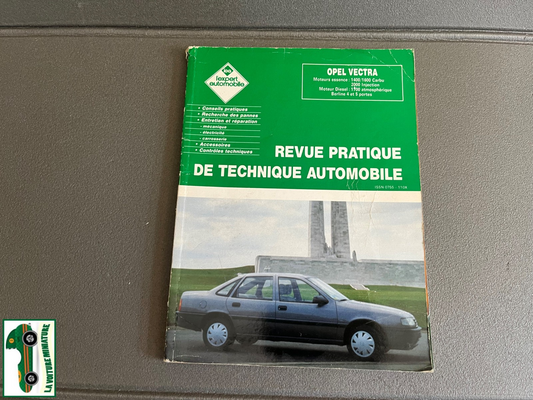 l'expert
automobile
OPEL VECTRA
Moteurs essence : 1400/1600 Carbu
2000 Injection
Moteur Diesel : 1700 atmosphérique
Berline 4 et 5 portes
• Conseils pratiques
• Recherche des pannes
• Entretien et réparation
- mécanique
- électricité
- carrosserie
• Accessoires
• Contrôles techniques
REVUE PRATIQUE
DE TECHNIQUE AUTOMOBILE
LA VOITURE MINIATURE